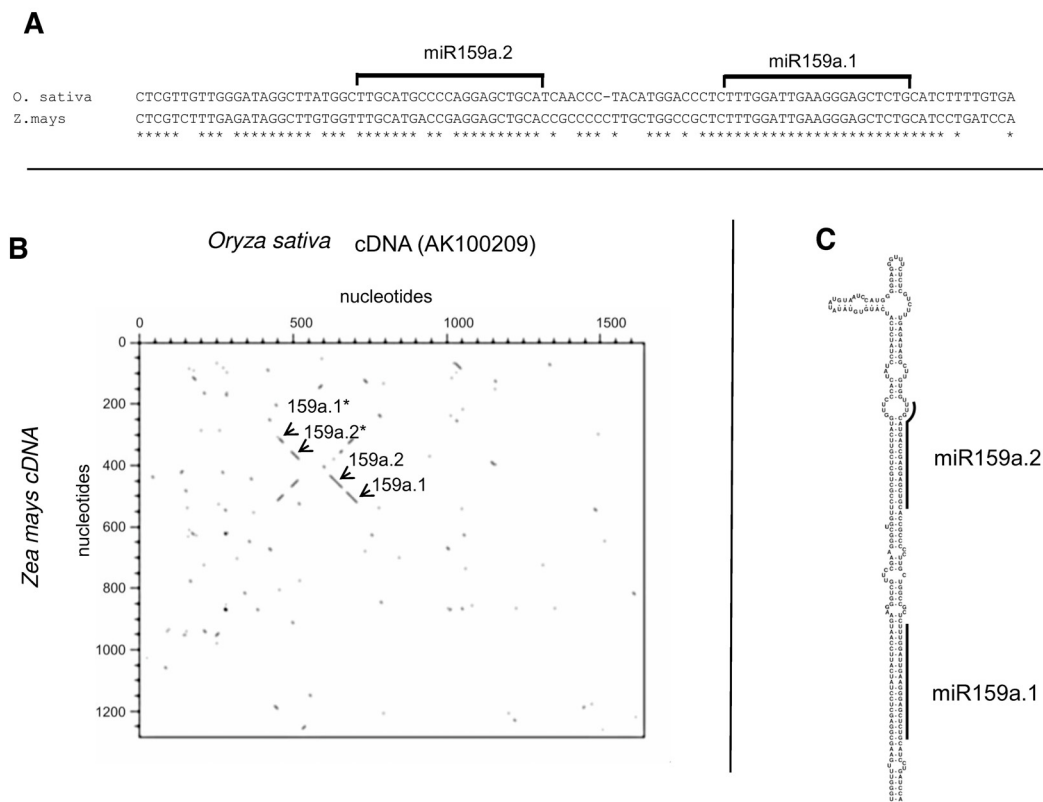 A
miR159a.2
miR159a.1
O. sativa CTCGTTGTTGGGATAGGCTTATGGCTTGCATGCCCCAGGAGCTGCATCAACCC-TACATGGACCCTCTTTGGATTGAAGGGAGCTCTGCATCTTTTGTGA
Z.mays CTCGTCTTTGAGATAGGCTTGTGGTTTGCATGACCGAGGAGCTGCACCGCCCCCTTGCTGGCCGCTCTTTGGATTGAAGGGAGCTCTGCATCCTGATCCA
B
Oryza sativa cDNA (AK100209)
nucleotides
0 500 1000 1500
0
200
400
600
800
1000
1200
Zea mays cDNA
nucleotides
159a.1*
159a.2*
159a.2
159a.1
C
miR159a.2
miR159a.1